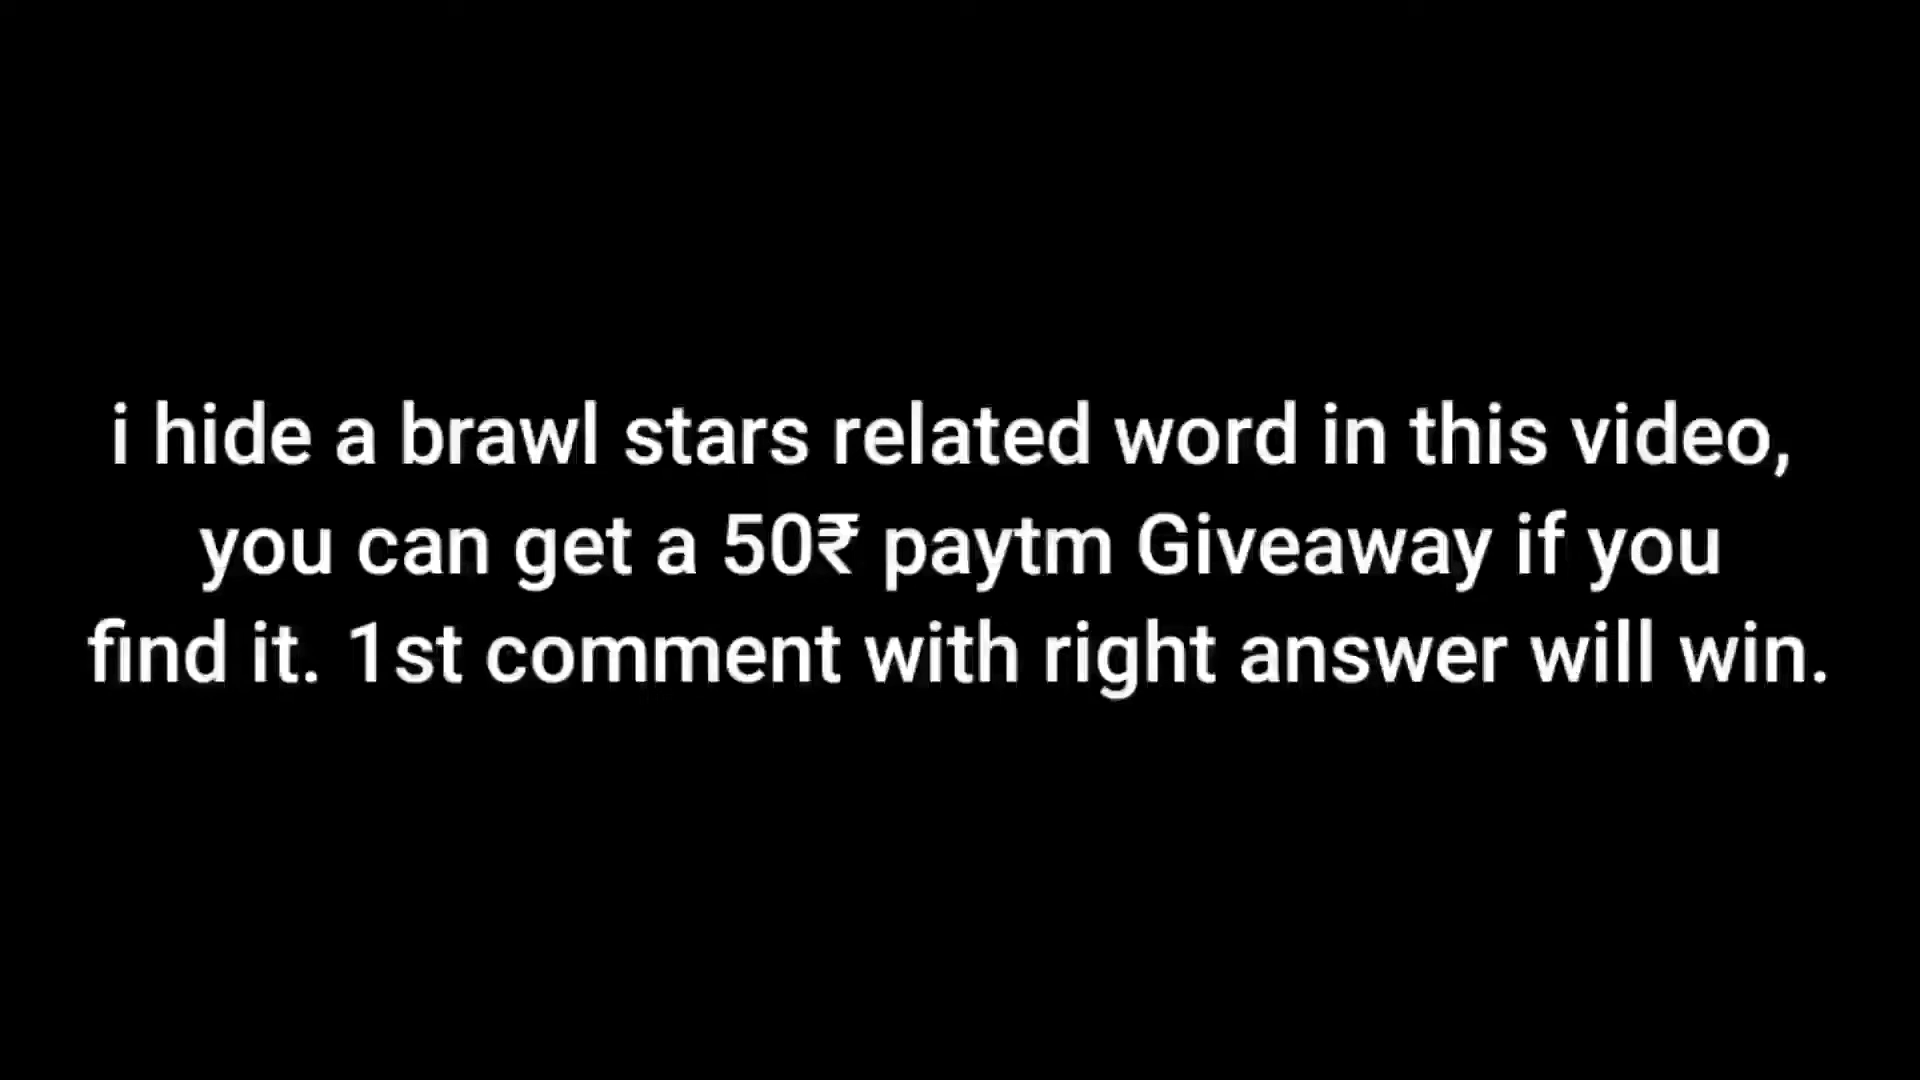 i hide a brawl stars related word in this video,
you can get a 50₹ paytm Giveaway if you
find it. 1st comment with right answer will win.